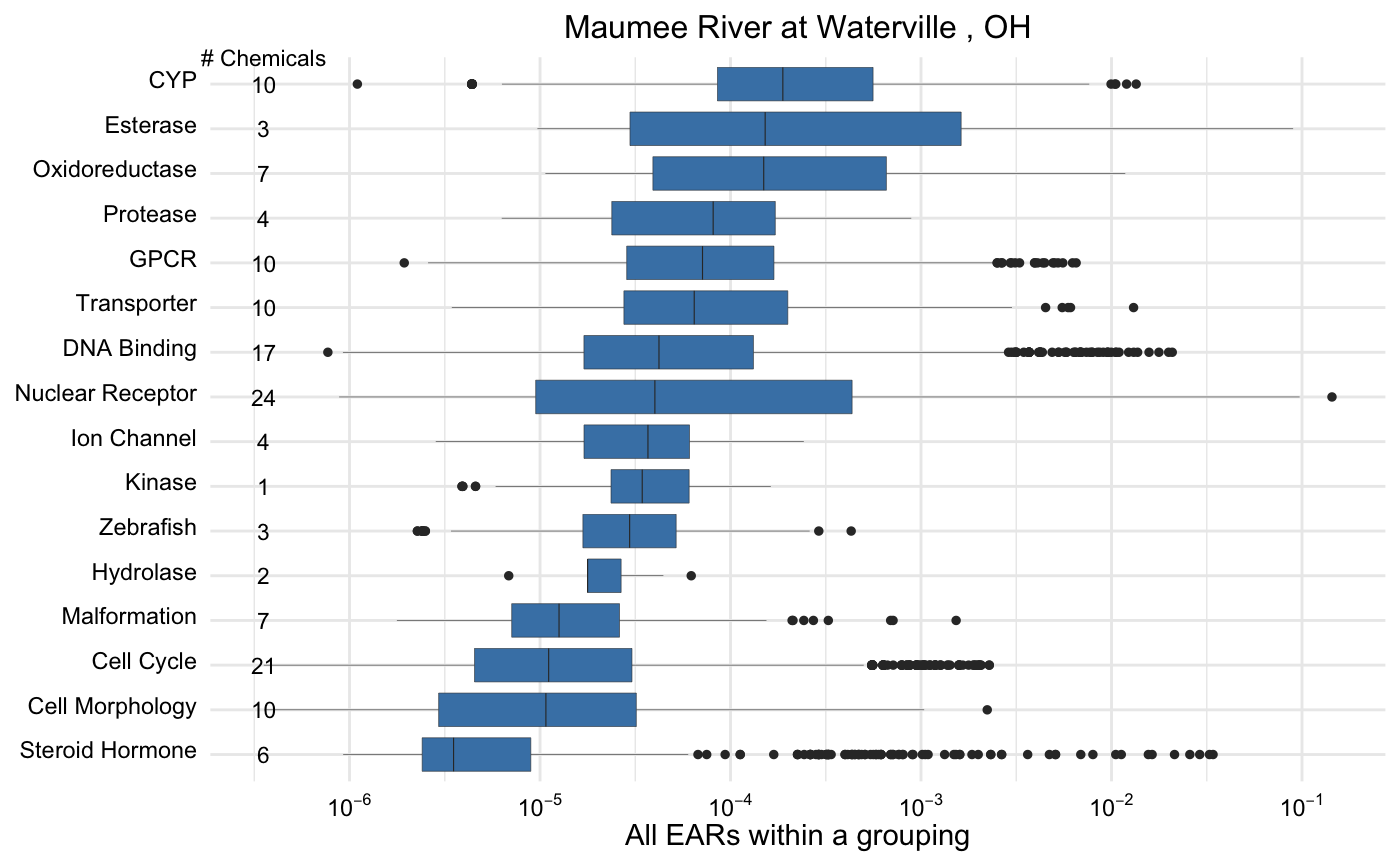 Maumee River at Waterville , OH
# Chemicals
CYP 10
Esterase 3
Oxidoreductase 7
Protease 4
GPCR 10
Transporter 10
DNA Binding 17
Nuclear Receptor 24
Ion Channel 4
Kinase 1
Zebrafish 3
Hydrolase 2
Malformation 7
Cell Cycle 21
Cell Morphology 10
Steroid Hormone 6
10⁻⁶ 10⁻⁵ 10⁻⁴ 10⁻³ 10⁻² 10⁻¹
All EARs within a grouping